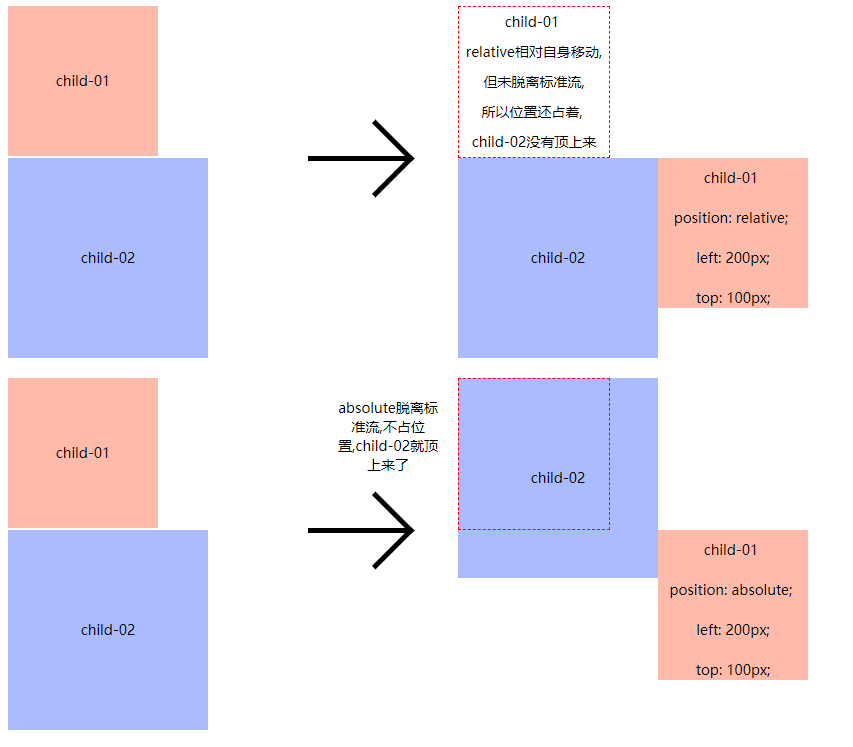 child-01
child-02
child-01
relative相对自身移动,
但未脱离标准流,
所以位置还占着,
child-02没有顶上来
child-02
child-01
position: relative;
left: 200px;
top: 100px;
child-01
child-02
absolute脱离标
准流,不占位
置,child-02就顶
上来了
child-02
child-01
position: absolute;
left: 200px;
top: 100px;